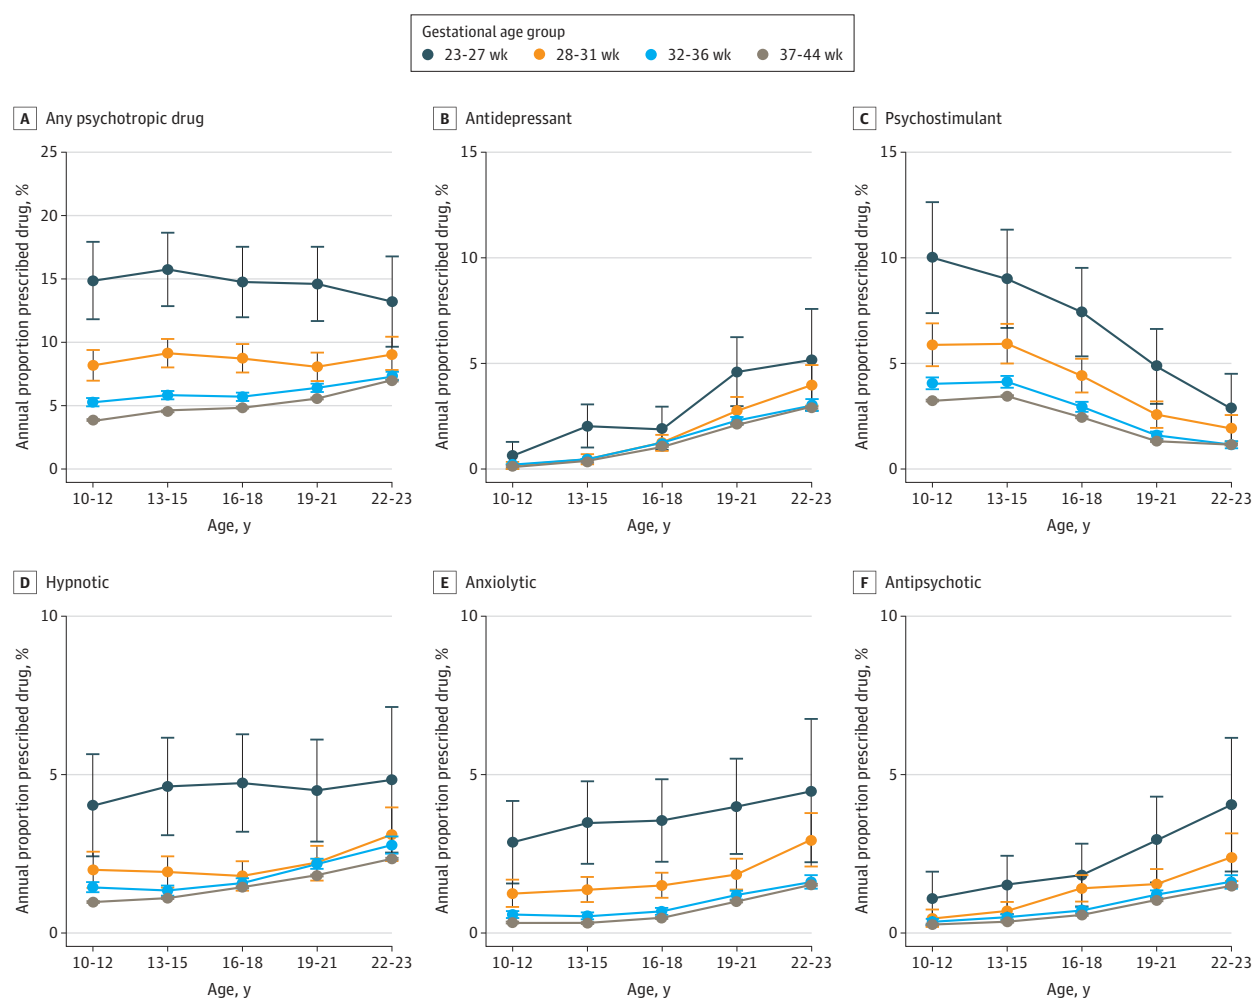 Gestational age group
23-27 wk 28-31 wk 32-36 wk 37-44 wk
A Any psychotropic drug
25
20
15
10
5
0
Annual proportion prescribed drug, %
10-12 13-15 16-18 19-21 22-23
Age, y
B Antidepressant
15
10
5
0
Annual proportion prescribed drug, %
10-12 13-15 16-18 19-21 22-23
Age, y
C Psychostimulant
15
10
5
0
Annual proportion prescribed drug, %
10-12 13-15 16-18 19-21 22-23
Age, y
D Hypnotic
10
5
0
Annual proportion prescribed drug, %
10-12 13-15 16-18 19-21 22-23
Age, y
E Anxiolytic
10
5
0
Annual proportion prescribed drug, %
10-12 13-15 16-18 19-21 22-23
Age, y
F Antipsychotic
10
5
0
Annual proportion prescribed drug, %
10-12 13-15 16-18 19-21 22-23
Age, y